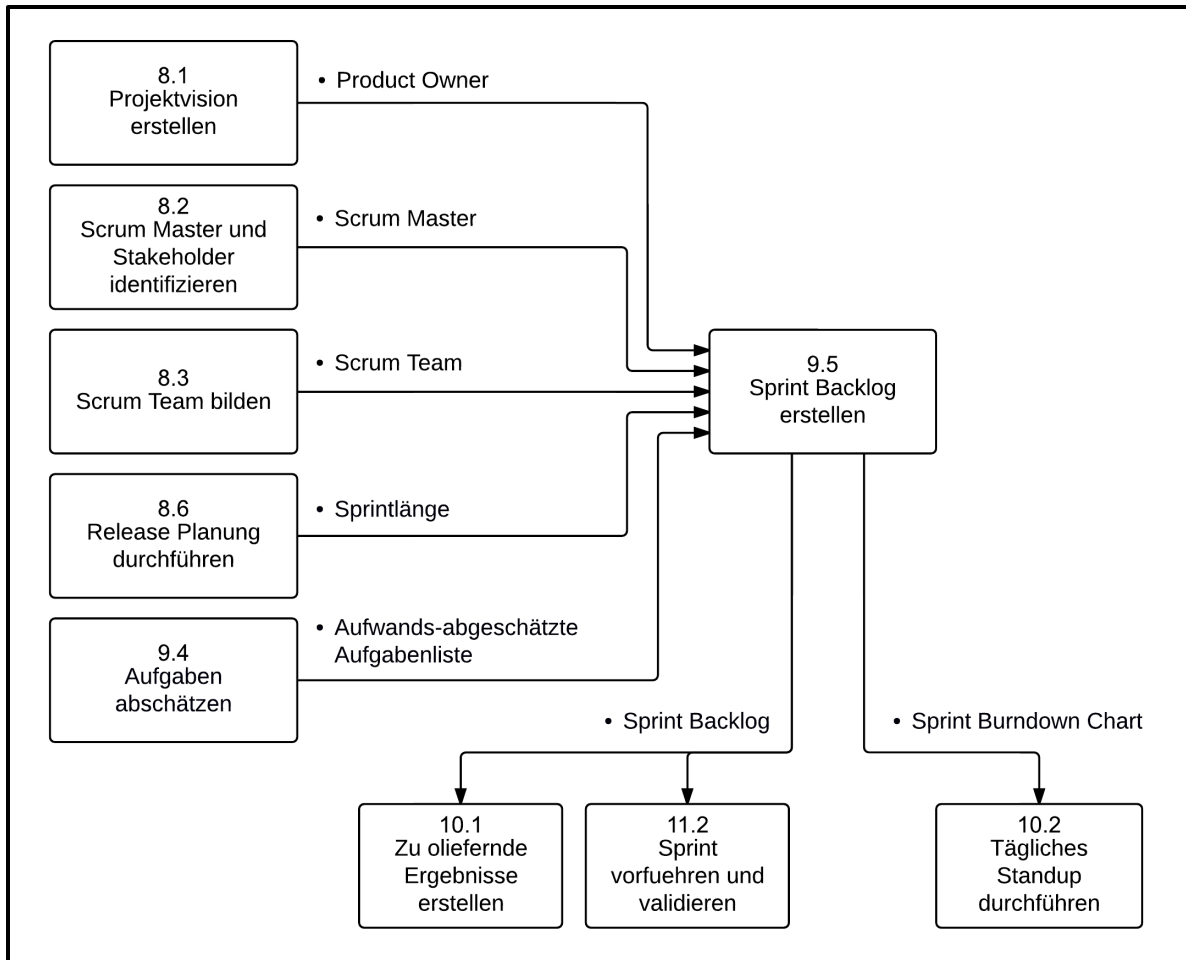 8.1
Projektvision
erstellen
• Product Owner
8.2
Scrum Master und
Stakeholder
identifizieren
• Scrum Master
8.3
Scrum Team bilden
• Scrum Team
9.5
Sprint Backlog
erstellen
8.6
Release Planung
durchführen
• Sprintlänge
9.4
Aufgaben
abschätzen
• Aufwands-abgeschätzte
Aufgabenliste
• Sprint Backlog
• Sprint Burndown Chart
10.1
Zu oliefernde
Ergebnisse
erstellen
11.2
Sprint
vorfuehren und
validieren
10.2
Tägliches
Standup
durchführen